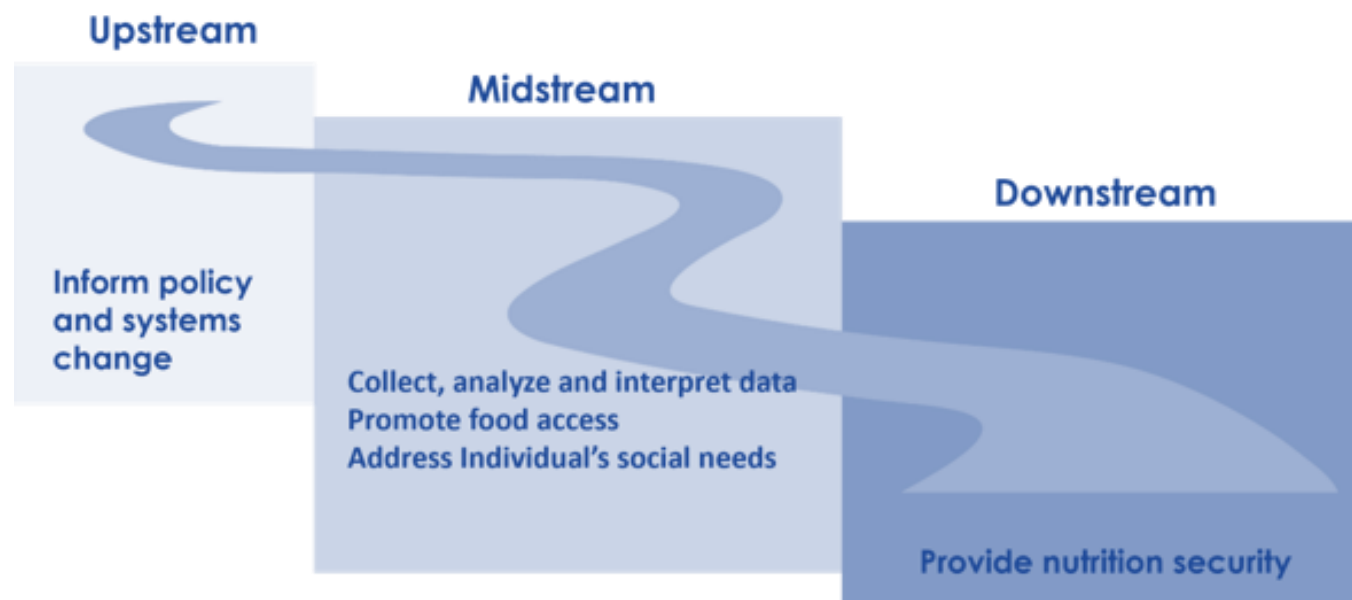 Upstream
Midstream
Downstream
Inform policy
and systems
change
Collect, analyze and interpret data
Promote food access
Address Individual's social needs
Provide nutrition security